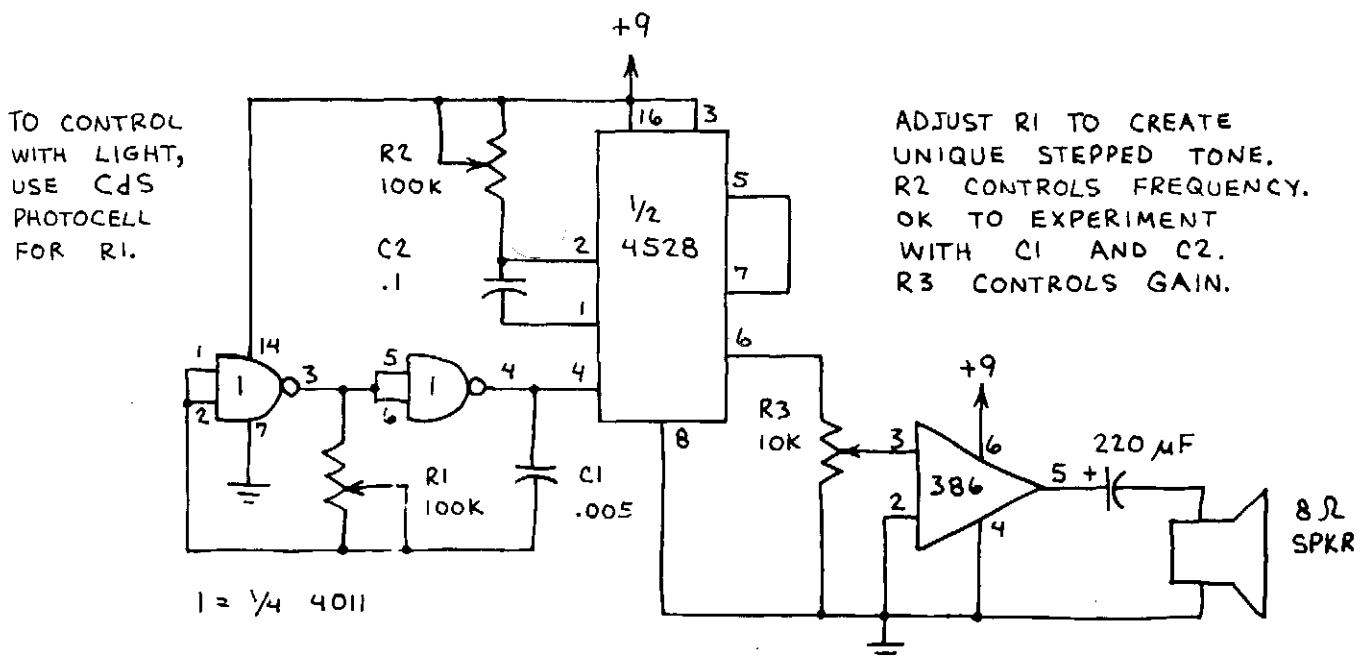 +9
TO CONTROL
WITH LIGHT,
USE CdS
PHOTOCELL
FOR R1.
ADJUST R1 TO CREATE
UNIQUE STEPPED TONE.
R2 CONTROLS FREQUENCY.
OK TO EXPERIMENT
WITH C1 AND C2.
R3 CONTROLS GAIN.
16
3
R2
100K
5
1/2
4528
2
C2
.1
7
1
6
1
14
1
3
2
7
5
1
4
6
4
8
R1
100K
C1
.005
R3
10K
+9
3
6
386
2
4
5
+
220 µF
8Ω
SPKR
1 = 1/4 4011